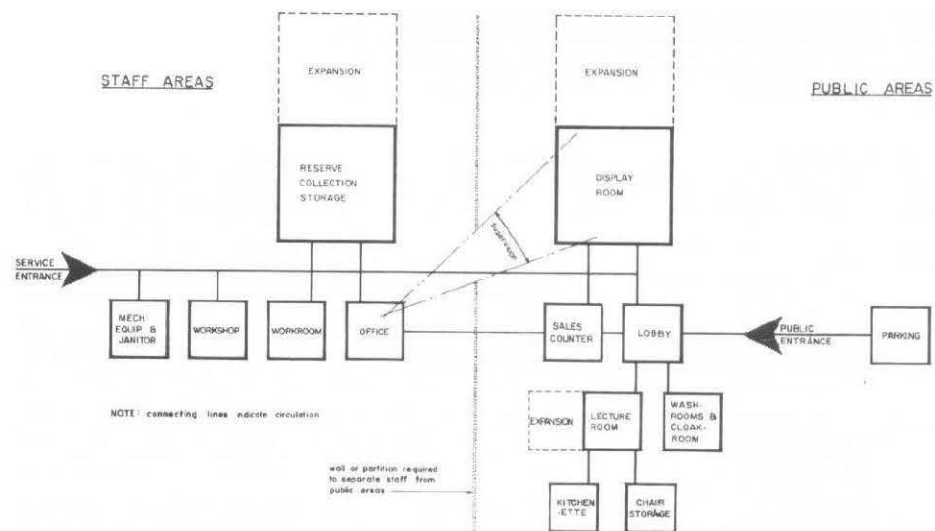 EXPANSION
EXPANSION
STAFF AREAS
PUBLIC AREAS
RESERVE
COLLECTION
STORAGE
DISPLAY
ROOM
Supervision
SERVICE
ENTRANCE
MECH
EQUIP &
JANITOR
WORKSHOP
WORKROOM
OFFICE
SALES
COUNTER
LOBBY
PUBLIC
ENTRANCE
PARKING
NOTE: connecting lines indicate circulation
EXPANSION
LECTURE
ROOM
WASH-
ROOMS &
CLOAK-
ROOM
wall or partition required
to separate staff from
public areas
KITCHEN
-ETTE
CHAIR
STORAGE